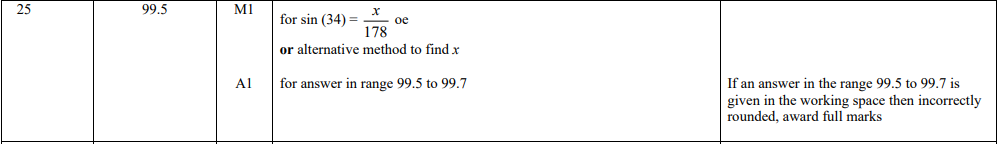 25 99.5 M1 for sin (34) = x/178 oe
or alternative method to find x
A1 for answer in range 99.5 to 99.7 If an answer in the range 99.5 to 99.7 is
given in the working space then incorrectly
rounded, award full marks